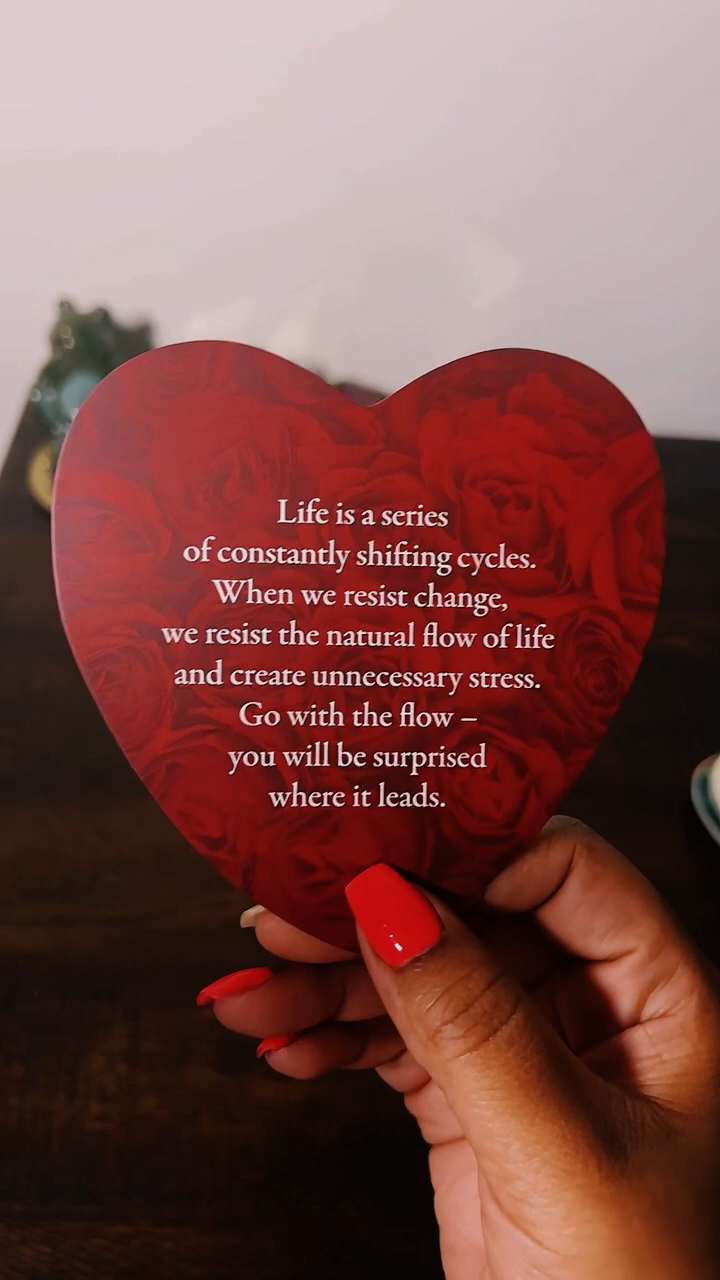 Life is a series
of constantly shifting cycles.
When we resist change,
we resist the natural flow of life
and create unnecessary stress.
Go with the flow –
you will be surprised
where it leads.